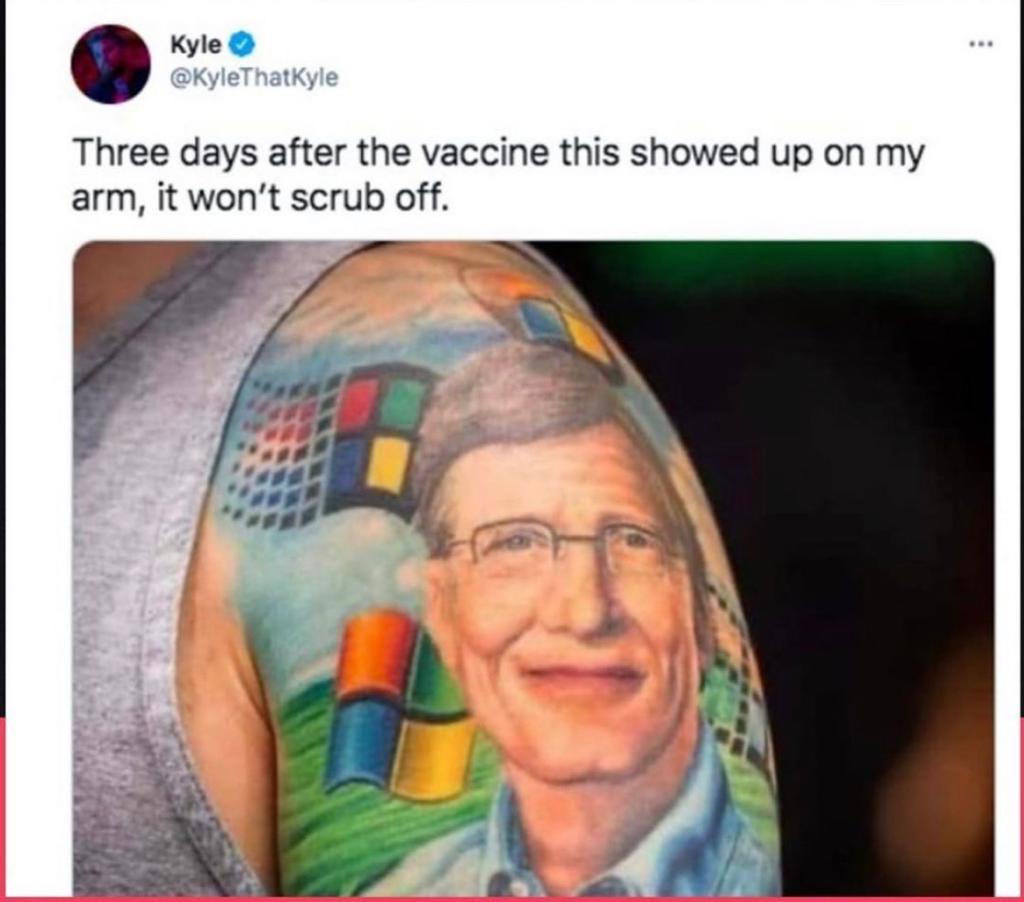 Kyle
@KyleThatKyle
Three days after the vaccine this showed up on my
arm, it won't scrub off.